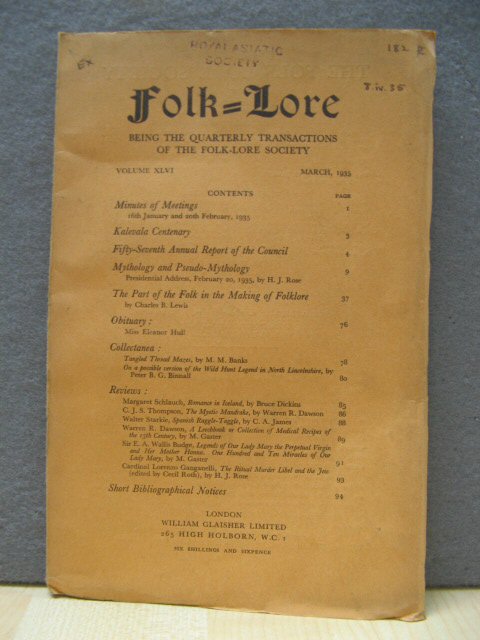 ROYAL ASIATIC
SOCIETY
Ex
182
8 iv. 35
Folk=Lore
BEING THE QUARTERLY TRANSACTIONS
OF THE FOLK-LORE SOCIETY
VOLUME XLVI MARCH, 1935
CONTENTS PAGE
Minutes of Meetings 1
16th January and 20th February, 1935
Kalevala Centenary 3
Fifty-Seventh Annual Report of the Council 4
Mythology and Pseudo-Mythology 9
Presidential Address, February 20, 1935, by H. J. Rose
The Part of the Folk in the Making of Folklore 37
by Charles B. Lewis
Obituary : 76
Miss Eleanor Hull
Collectanea :
Tangled Thread Mazes, by M. M. Banks 78
On a possible version of the Wild Hunt Legend in North Lincolnshire, by
Peter B. G. Binnall 80
Reviews :
Margaret Schlauch, Romance in Iceland, by Bruce Dickins 85
C. J. S. Thompson, The Mystic Mandrake, by Warren R. Dawson 86
Walter Starkie, Spanish Raggle-Taggle, by C. A. James 88
Warren R. Dawson, A Leechbook or Collection of Medical Recipes of
the 15th Century, by M. Gaster 89
Sir E. A. Wallis Budge, Legends of Our Lady Mary the Perpetual Virgin
and Her Mother Hanna. One Hundred and Ten Miracles of Our
Lady Mary, by M. Gaster 91
Cardinal Lorenzo Ganganelli, The Ritual Murder Libel and the Jew
(edited by Cecil Roth), by H. J. Rose 93
Short Bibliographical Notices 94
LONDON
WILLIAM GLAISHER LIMITED
265 HIGH HOLBORN, W.C. 1
SIX SHILLINGS AND SIXPENCE